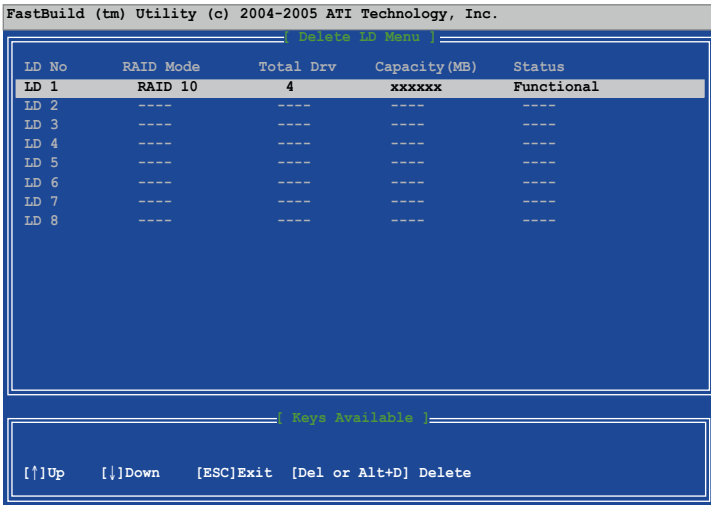 FastBuild (tm) Utility (c) 2004-2005 ATI Technology, Inc.
[ Delete LD Menu ]
LD No RAID Mode Total Drv Capacity(MB) Status
LD 1 RAID 10 4 xxxxxx Functional
LD 2 ---- ---- ---- ----
LD 3 ---- ---- ---- ----
LD 4 ---- ---- ---- ----
LD 5 ---- ---- ---- ----
LD 6 ---- ---- ---- ----
LD 7 ---- ---- ---- ----
LD 8 ---- ---- ---- ----
[ Keys Available ]
[↑]Up [↓]Down [ESC]Exit [Del or Alt+D] Delete